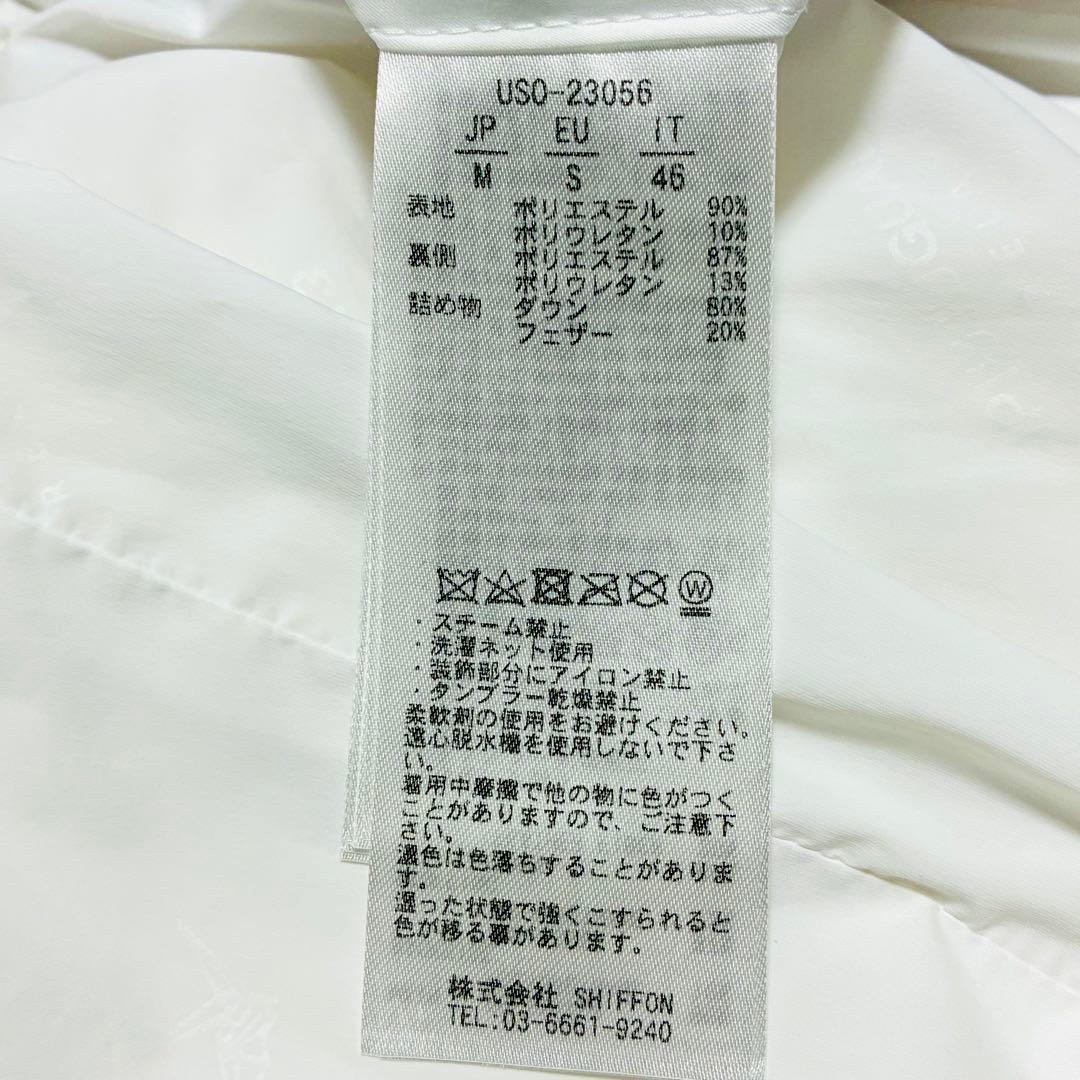 USO-23056
JP EU IT
M S 46
表地 ポリエステル 90%
ポリウレタン 10%
裏側 ポリエステル 87%
ポリウレタン 13%
詰め物 ダウン 80%
フェザー 20%
W
・スチーム禁止
・洗濯ネット使用
・装飾部分にアイロン禁止
・タンブラー乾燥禁止
柔軟剤の使用をお避けください。
遠心脱水機を使用しないで下さ
い。
着用中摩擦で他の物に色がつく
ことがありますので、ご注意下
さい。
濃色は色落ちすることがありま
す。
湿った状態で強くこすられると
色が移る事があります。
株式会社 SHIFFON
TEL:03-6661-9240